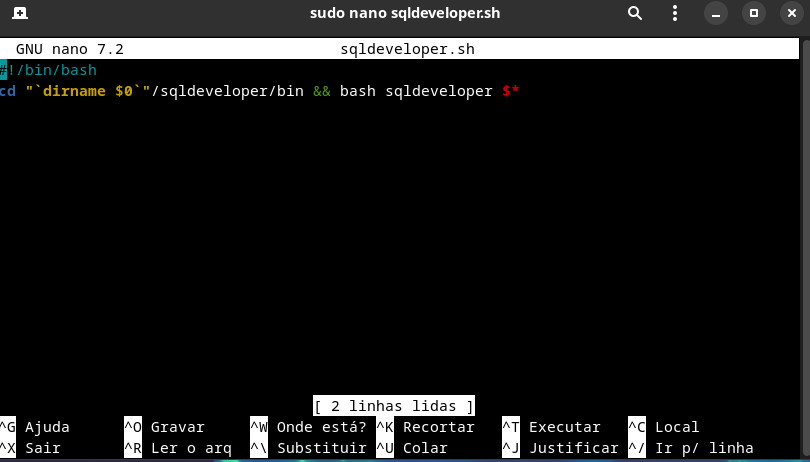 sudo nano sqldeveloper.sh
GNU nano 7.2 sqldeveloper.sh
#!/bin/bash
cd "`dirname $0`"/sqldeveloper/bin && bash sqldeveloper $*
[ 2 linhas lidas ]
^G Ajuda ^O Gravar ^W Onde está? ^K Recortar ^T Executar ^C Local
^X Sair ^R Ler o arq ^\ Substituir ^U Colar ^J Justificar ^/ Ir p/ linha